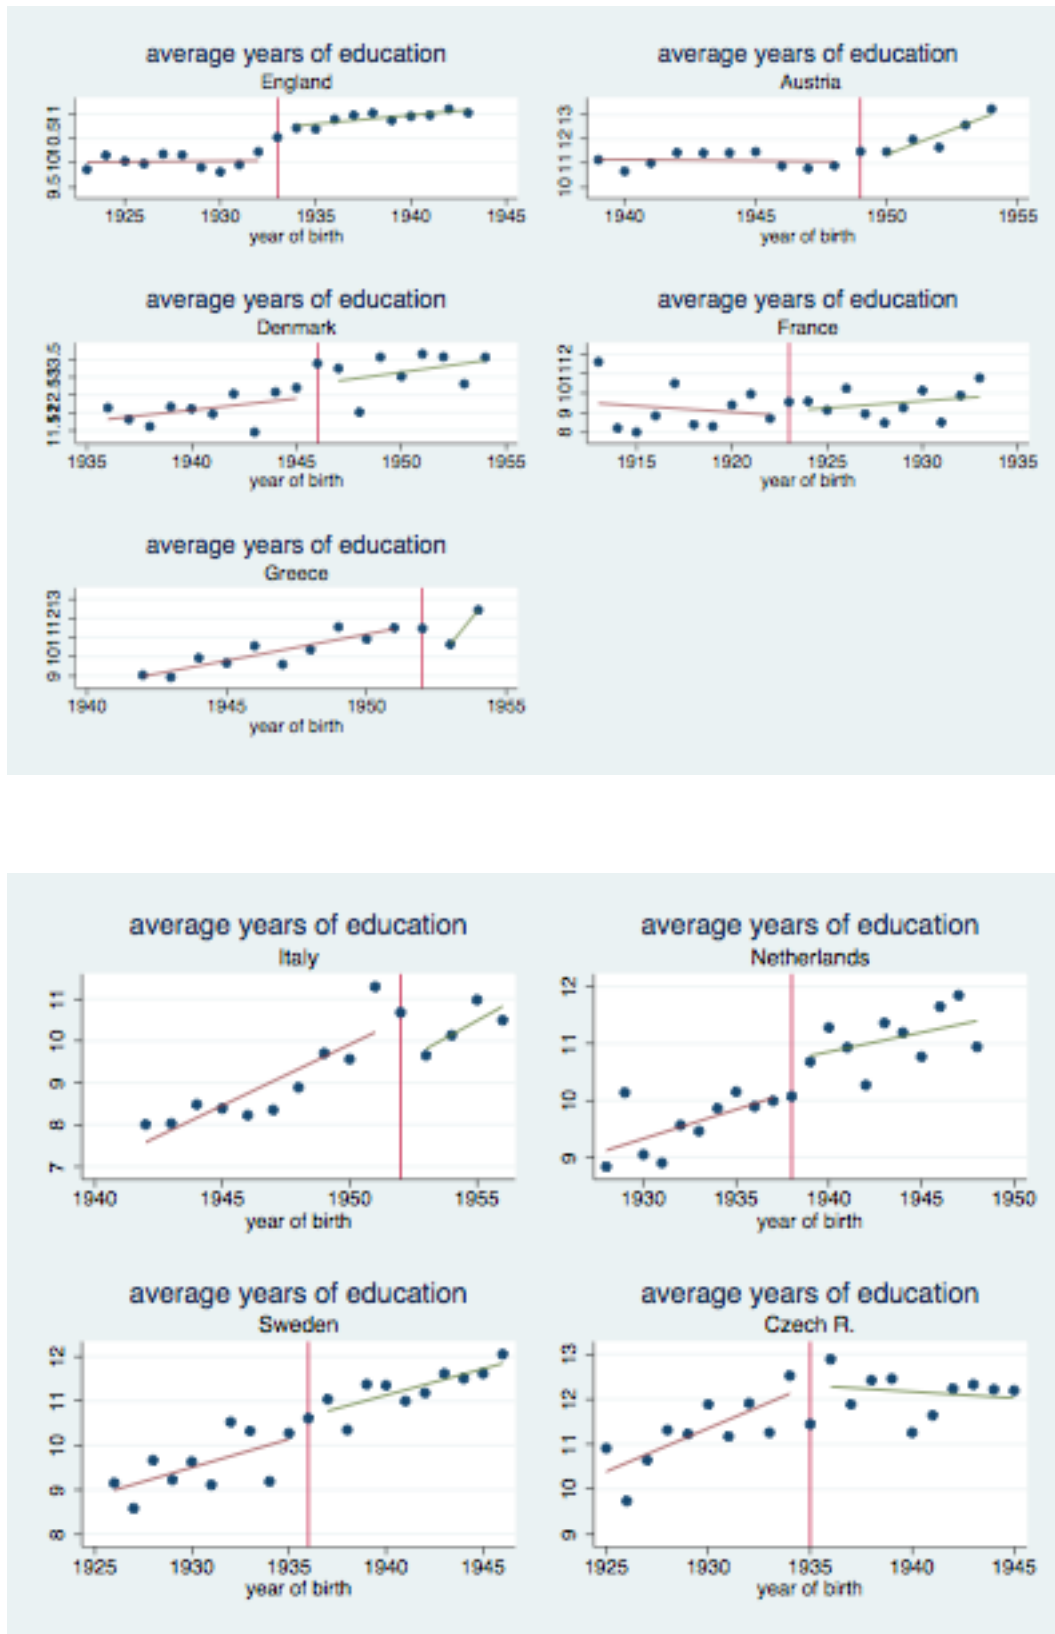 average years of education
England
9.5 10 10.5 11
1925 1930 1935 1940 1945
year of birth
average years of education
Austria
10 11 12 13
1940 1945 1950 1955
year of birth
average years of education
Denmark
1935 1940 1945 1950 1955
year of birth
average years of education
France
8 9 10 11 12
1915 1920 1925 1930 1935
year of birth
average years of education
Greece
9 10 11 12 13
1940 1945 1950 1955
year of birth
average years of education
Italy
7 8 9 10 11
1940 1945 1950 1955
year of birth
average years of education
Netherlands
9 10 11 12
1930 1935 1940 1945 1950
year of birth
average years of education
Sweden
8 9 10 11 12
1925 1930 1935 1940 1945
year of birth
average years of education
Czech R.
9 10 11 12 13
1925 1930 1935 1940 1945
year of birth